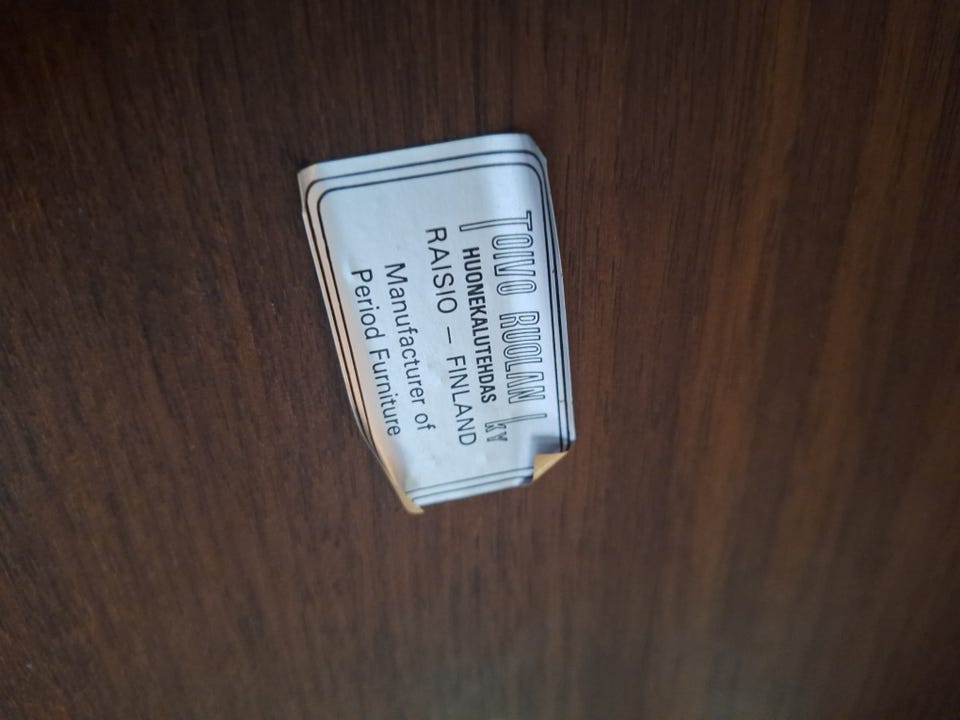 TOIVO RUOLAN
HUONEKALUTEHDAS KY
RAISIO – FINLAND
Manufacturer of
Period Furniture